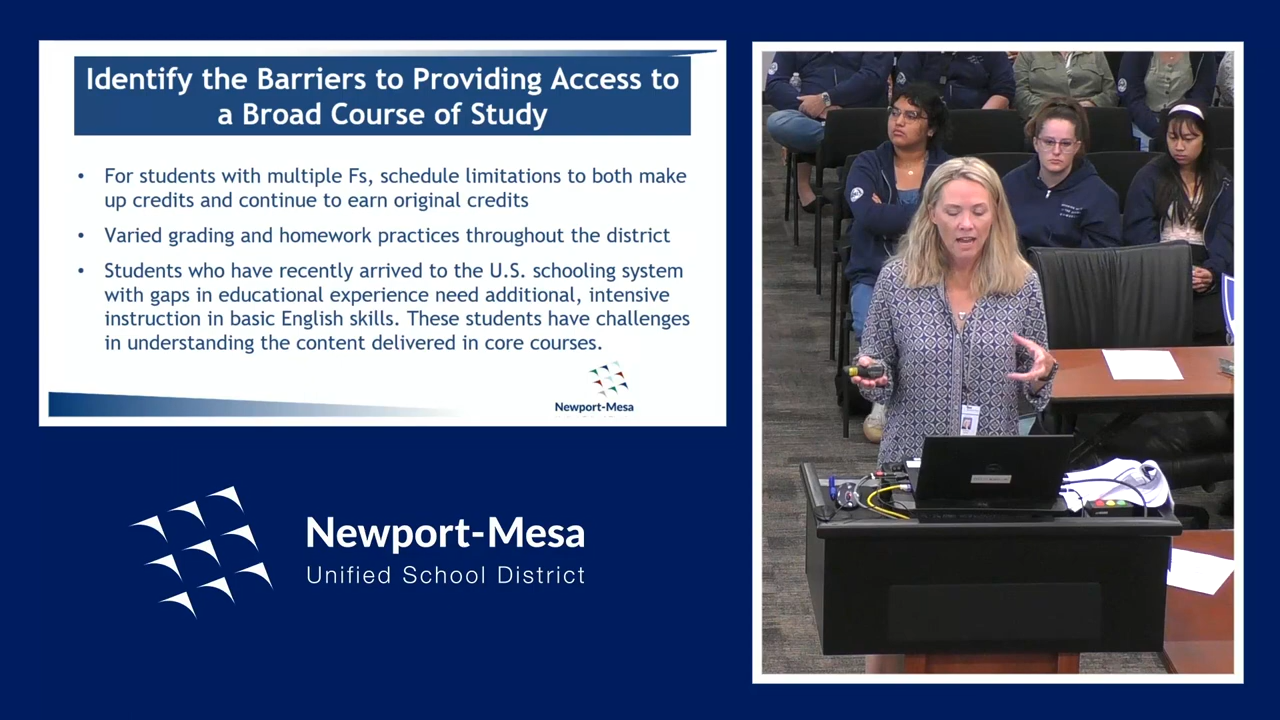 Identify the Barriers to Providing Access to
a Broad Course of Study
• For students with multiple Fs, schedule limitations to both make
up credits and continue to earn original credits
• Varied grading and homework practices throughout the district
• Students who have recently arrived to the U.S. schooling system
with gaps in educational experience need additional, intensive
instruction in basic English skills. These students have challenges
in understanding the content delivered in core courses.
Newport-Mesa
Newport-Mesa
Unified School District